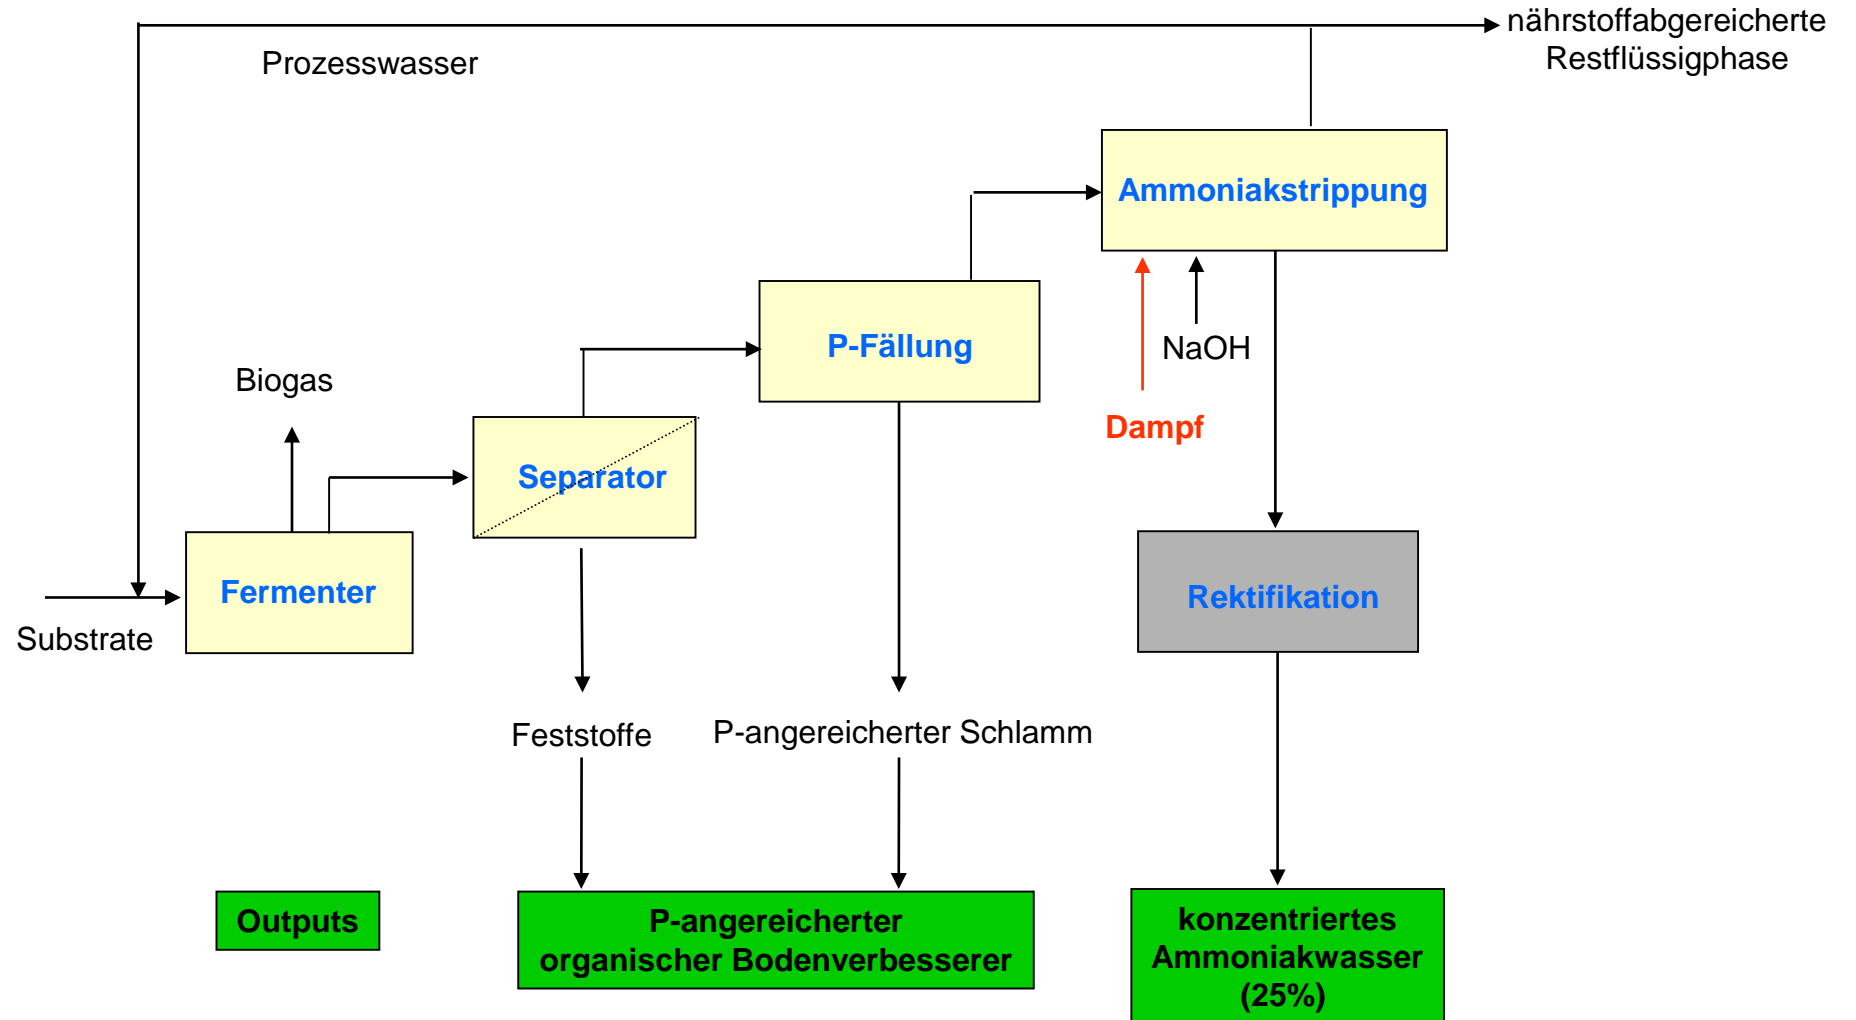 nährstoffabgereicherte
Restflüssigphase
Prozesswasser
Ammoniakstrippung
P-Fällung
NaOH
Biogas
Dampf
Separator
Fermenter
Rektifikation
Substrate
Feststoffe
P-angereicherter Schlamm
Outputs
P-angereicherter
organischer Bodenverbesserer
konzentriertes
Ammoniakwasser
(25%)